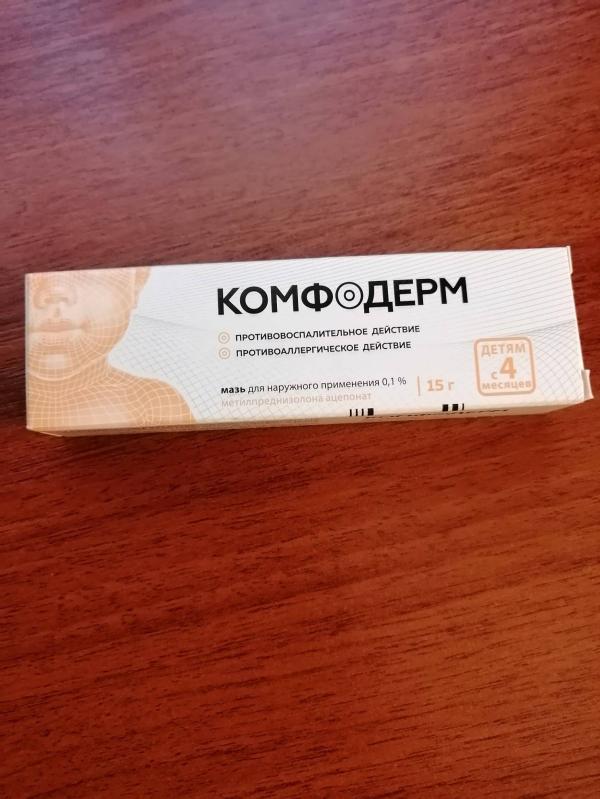 КОМФОДЕРМ
ПРОТИВОВОСПАЛИТЕЛЬНОЕ ДЕЙСТВИЕ
ПРОТИВОАЛЛЕРГИЧЕСКОЕ ДЕЙСТВИЕ
мазь для наружного применения 0,1 %
метилпреднизолона ацепонат
15 г
ДЕТЯМ
с 4
месяцев